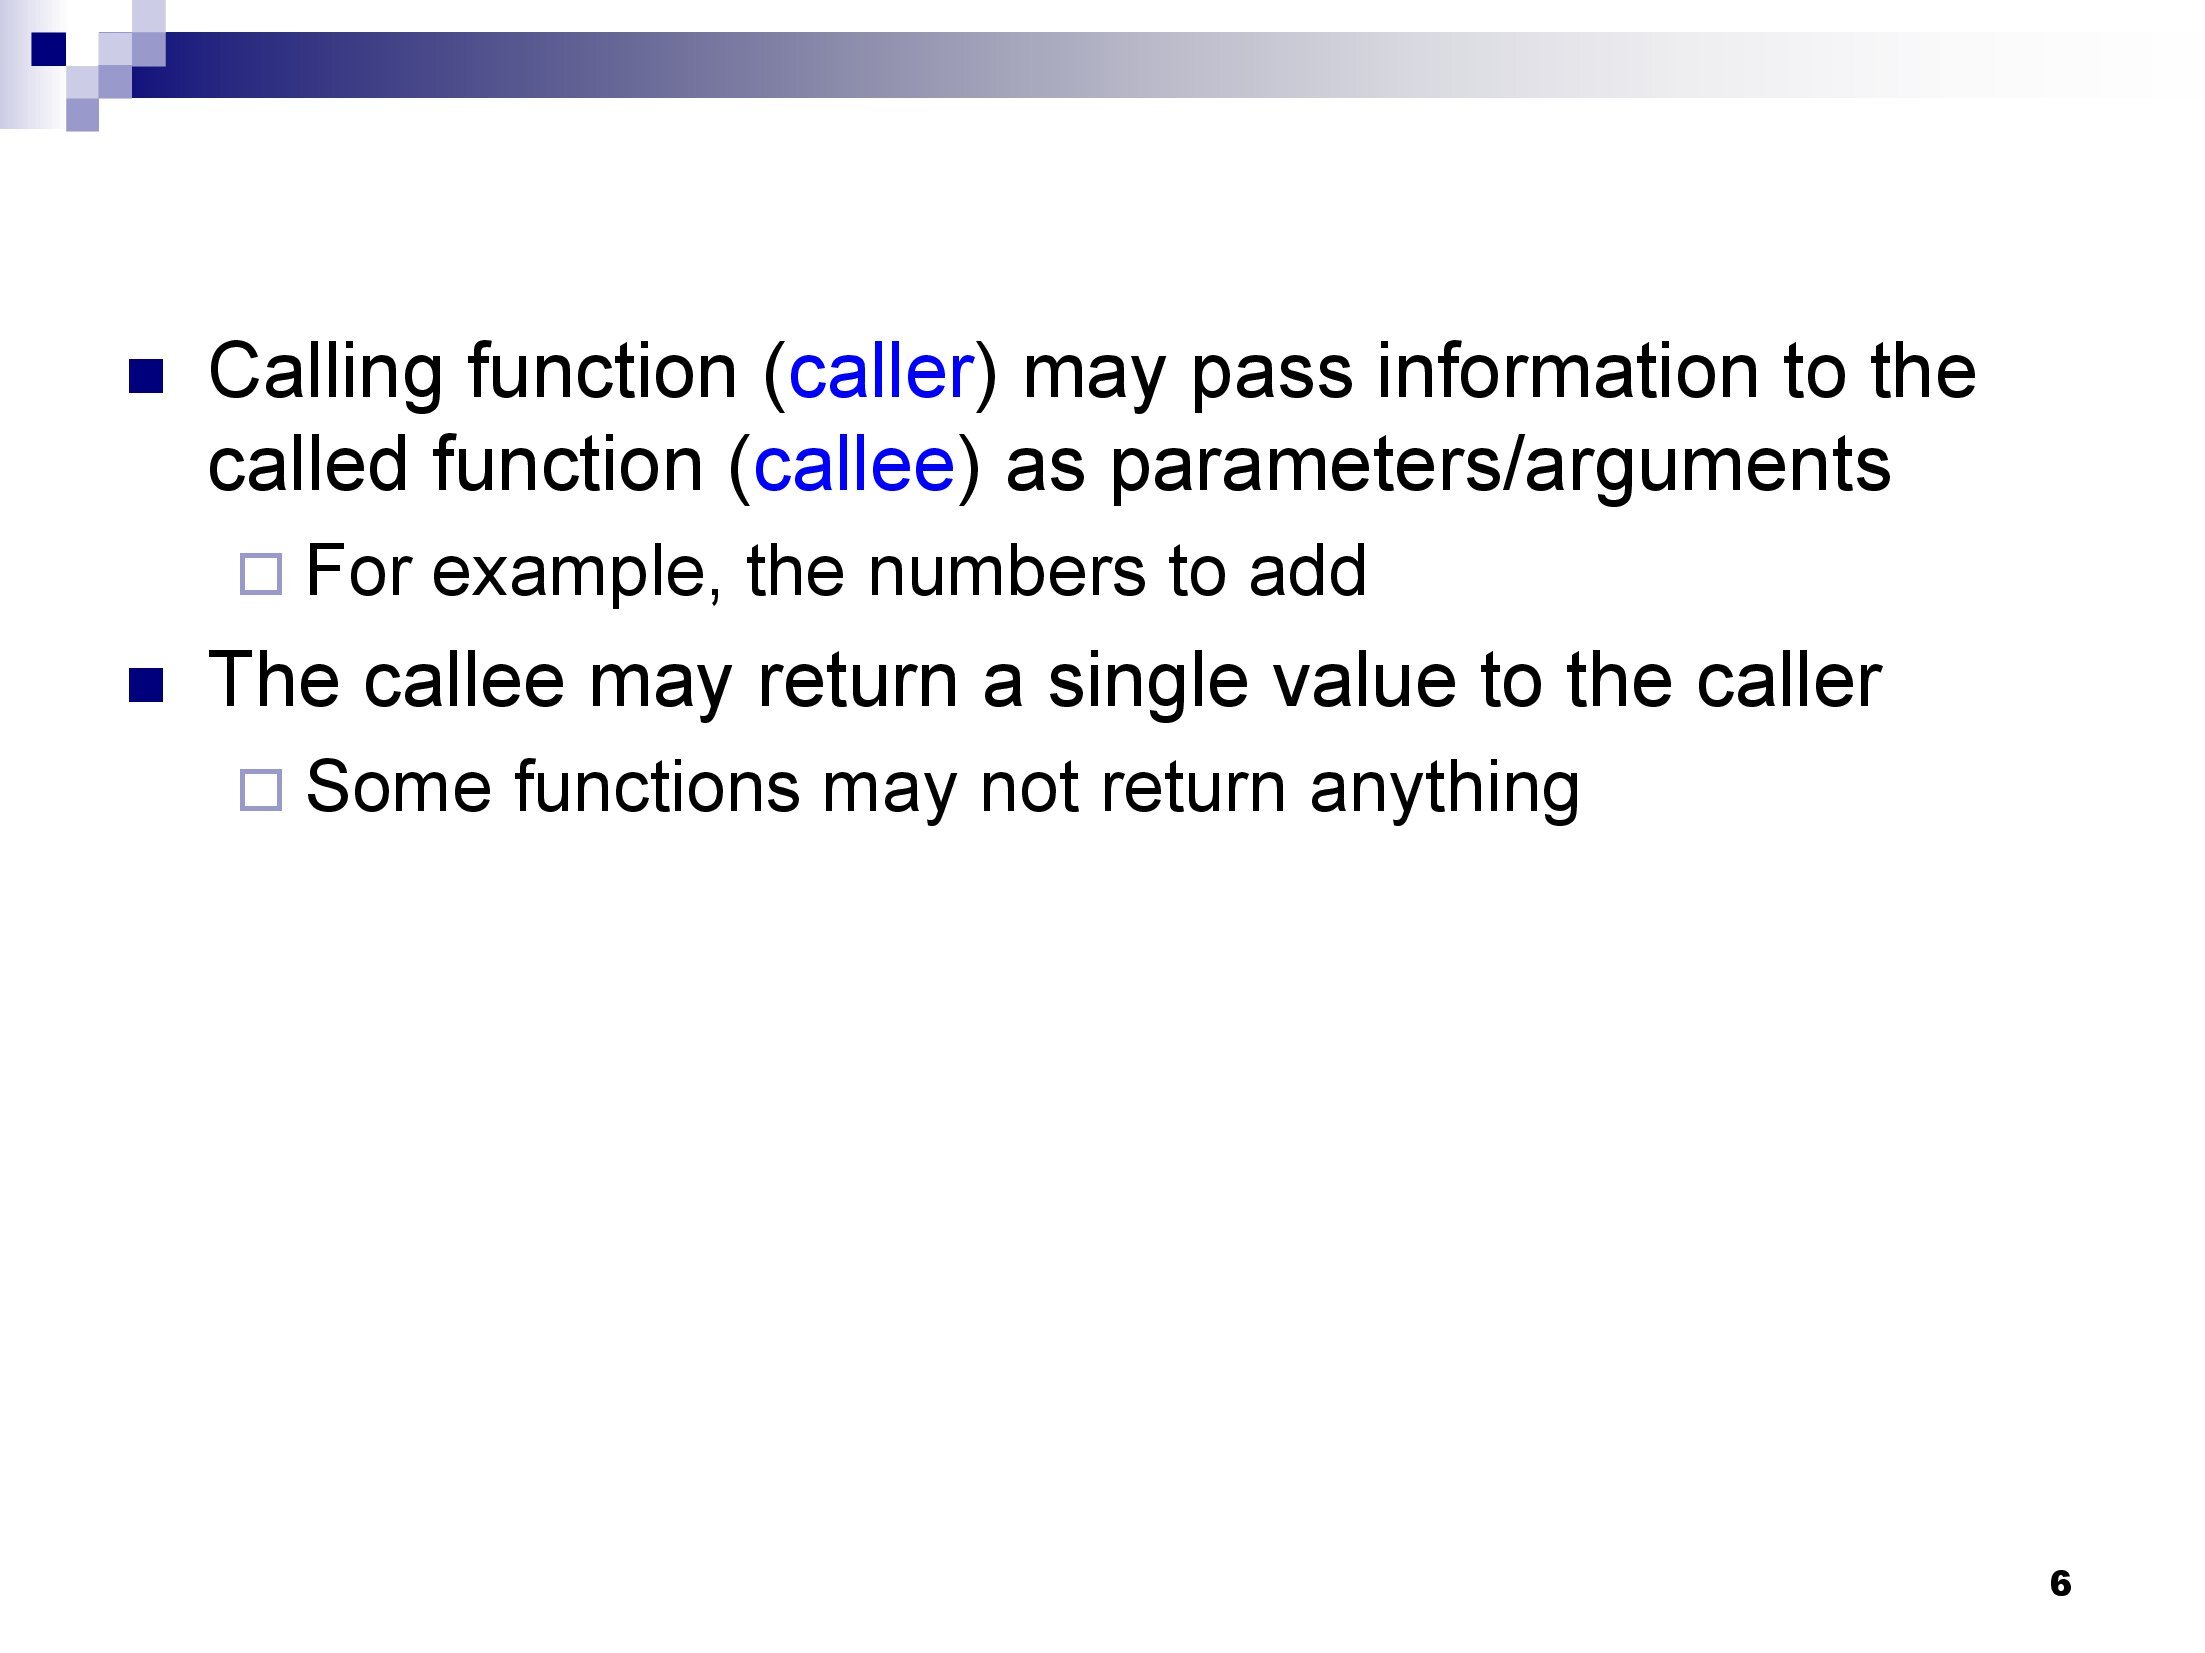 Calling function (caller) may pass information to the
called function (callee) as parameters/arguments
For example, the numbers to add
The callee may return a single value to the caller
Some functions may not return anything
6